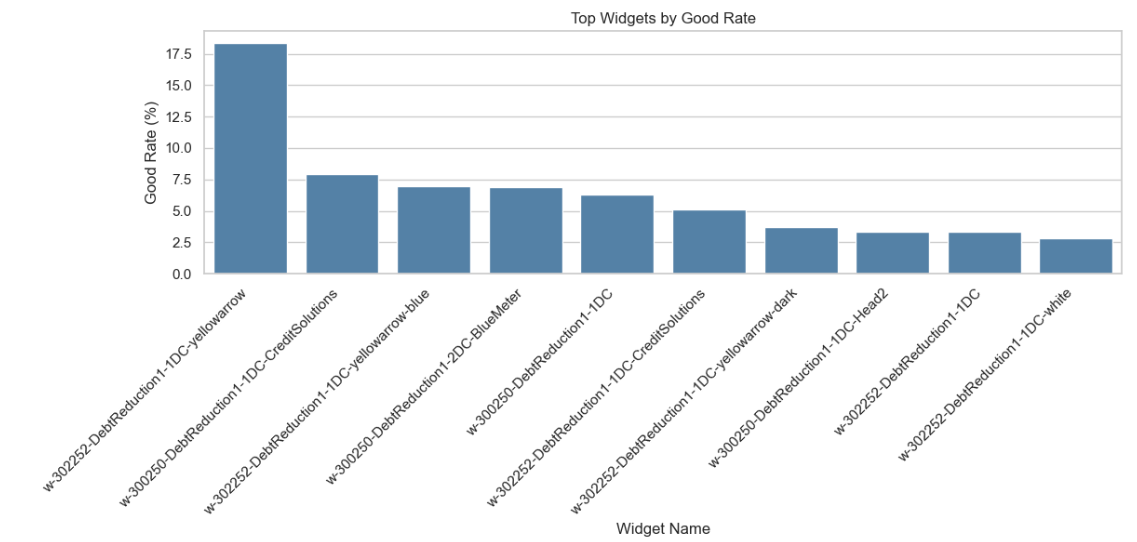 Top Widgets by Good Rate
Good Rate (%)
17.5
15.0
12.5
10.0
7.5
5.0
2.5
0.0
w-302252-DebtReduction1-1DC-yellowarrow
w-300250-DebtReduction1-1DC-CreditSolutions
w-302252-DebtReduction1-1DC-yellowarrow-blue
w-300250-DebtReduction1-2DC-BlueMeter
w-300250-DebtReduction1-1DC
w-302252-DebtReduction1-1DC-CreditSolutions
w-302252-DebtReduction1-1DC-yellowarrow-dark
w-300250-DebtReduction1-1DC-Head2
w-302252-DebtReduction1-1DC
w-302252-DebtReduction1-1DC-white
Widget Name